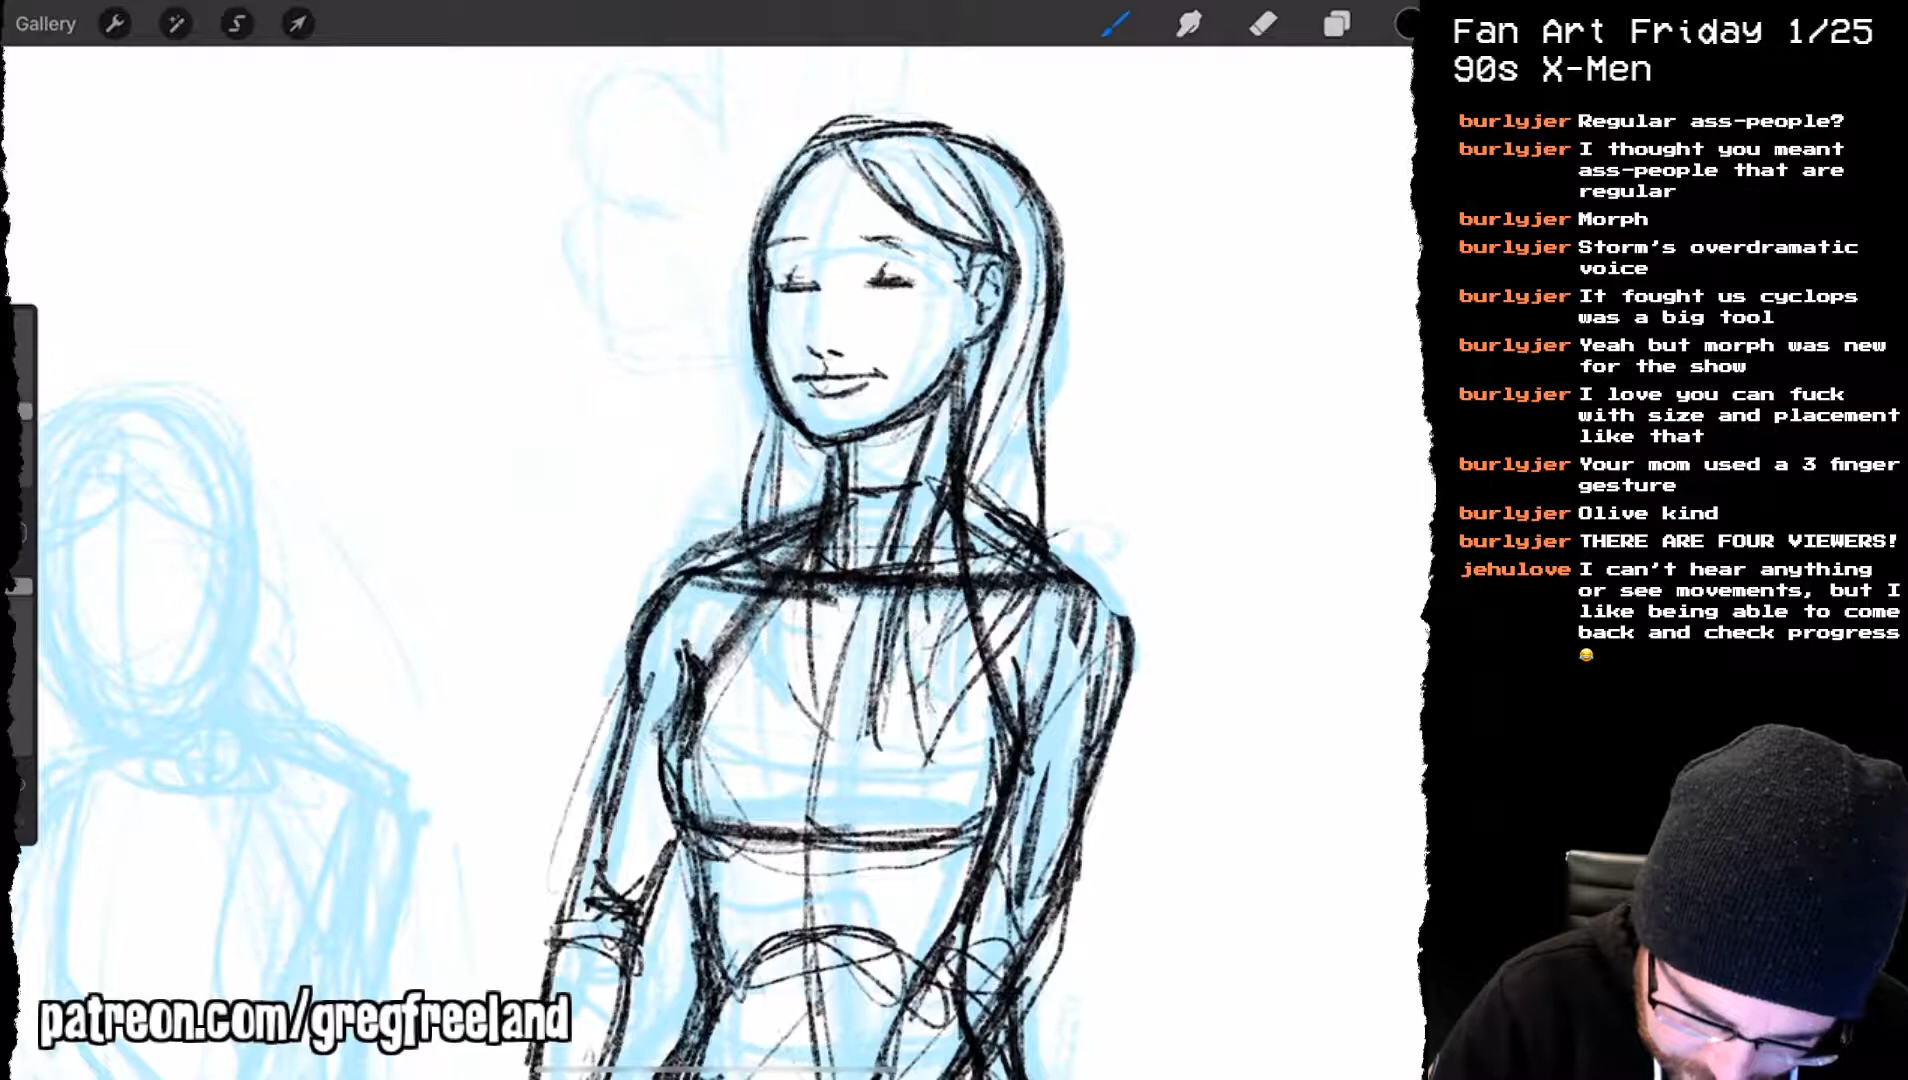 Gallery
Fan Art Friday 1/25
90s X-Men
burlyjer Regular ass-people?
burlyjer I thought you meant
ass-people that are
regular
burlyjer Morph
burlyjer Storm's overdramatic
voice
burlyjer It fought us cyclops
was a big tool
burlyjer Yeah but morph was new
for the show
burlyjer I love you can fuck
with size and placement
like that
burlyjer Your mom used a 3 finger
gesture
burlyjer Olive kind
burlyjer THERE ARE FOUR VIEWERS!
jehulove I can't hear anything
or see movements, but I
like being able to come
back and check progress
😂
patreon.com/gregfreeland